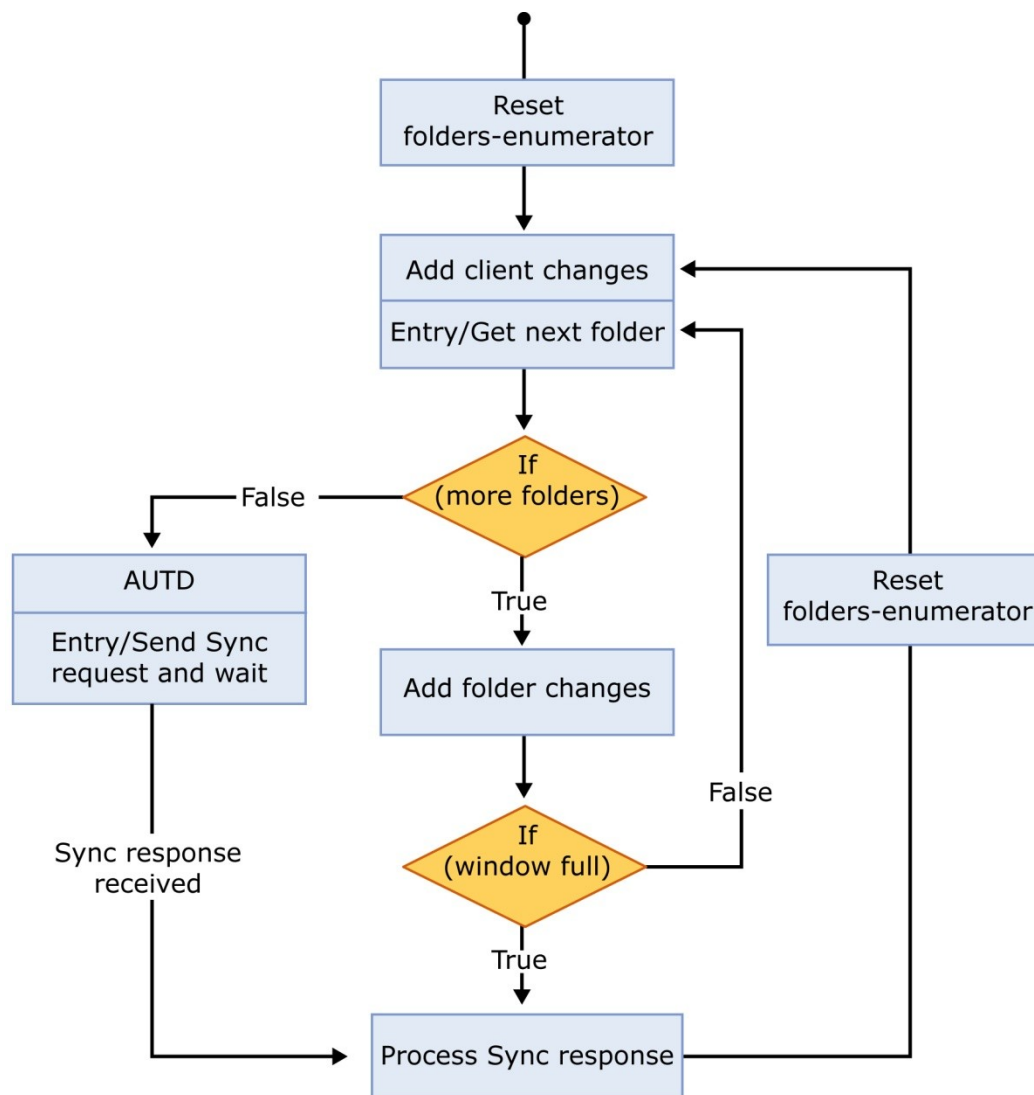 Reset
folders-enumerator
Add client changes
Entry/Get next folder
If
(more folders)
False
True
AUTD
Entry/Send Sync
request and wait
Reset
folders-enumerator
Add folder changes
False
If
(window full)
Sync response
received
True
Process Sync response